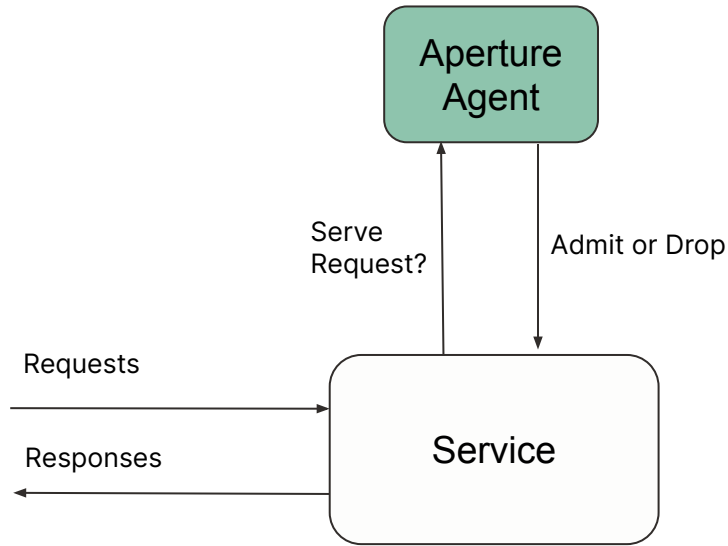 Aperture
Agent
Serve
Request?
Admit or Drop
Requests
Responses
Service